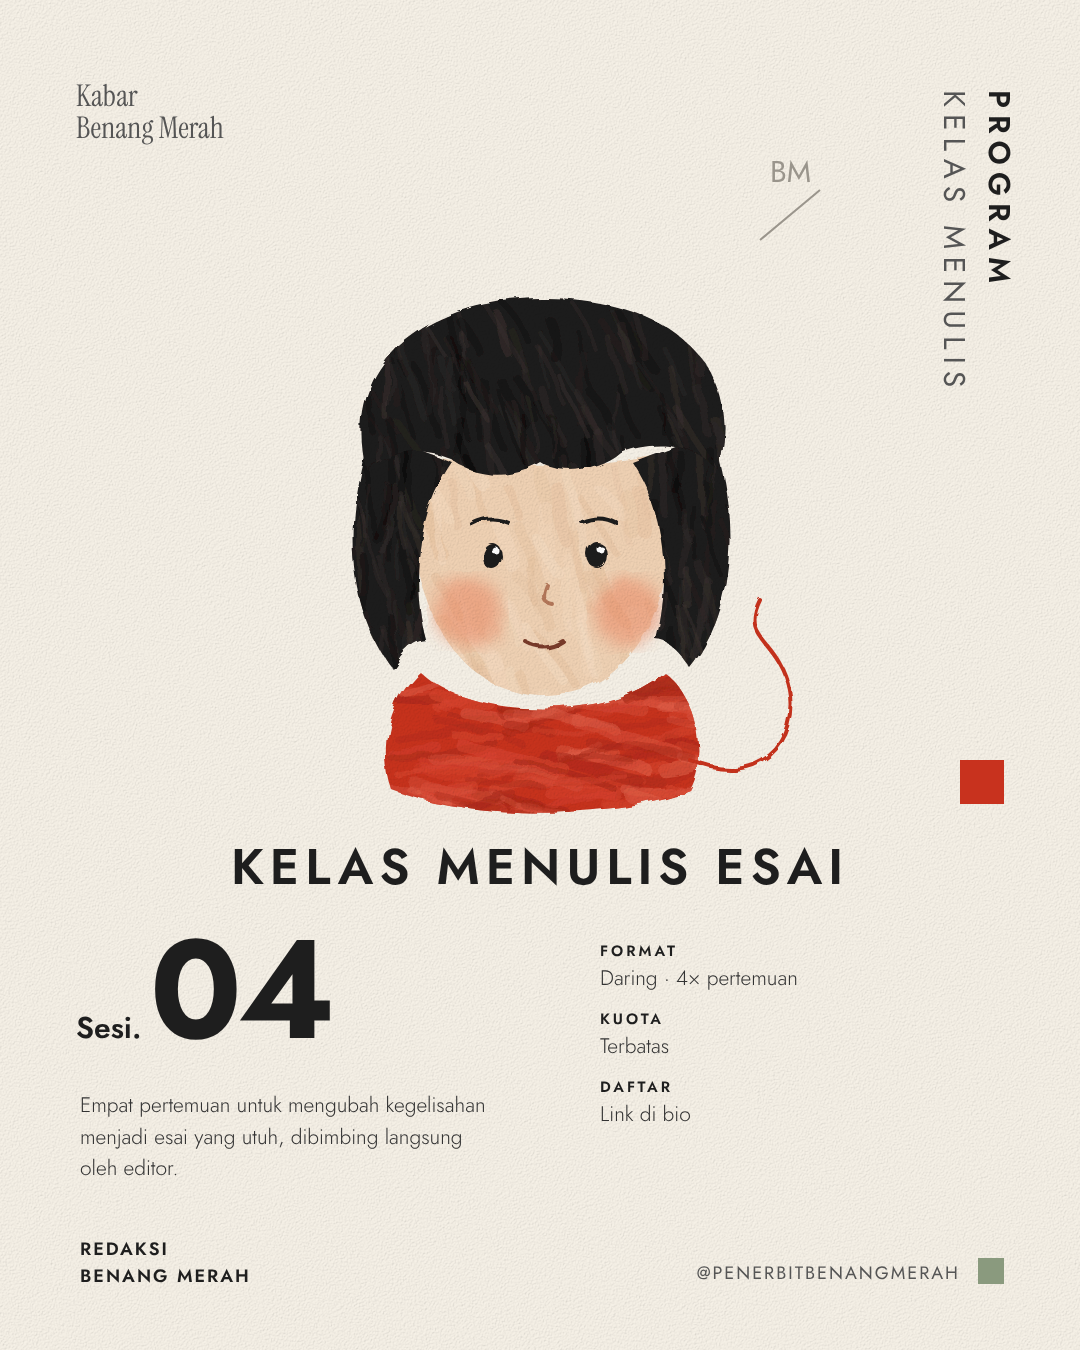 Kabar
Benang Merah
PROGRAM
KELAS MENULIS
BM
KELAS MENULIS ESAI
Sesi. 04
FORMAT
Daring · 4× pertemuan
KUOTA
Terbatas
DAFTAR
Link di bio
Empat pertemuan untuk mengubah kegelisahan
menjadi esai yang utuh, dibimbing langsung
oleh editor.
REDAKSI
BENANG MERAH
@PENERBITBENANGMERAH